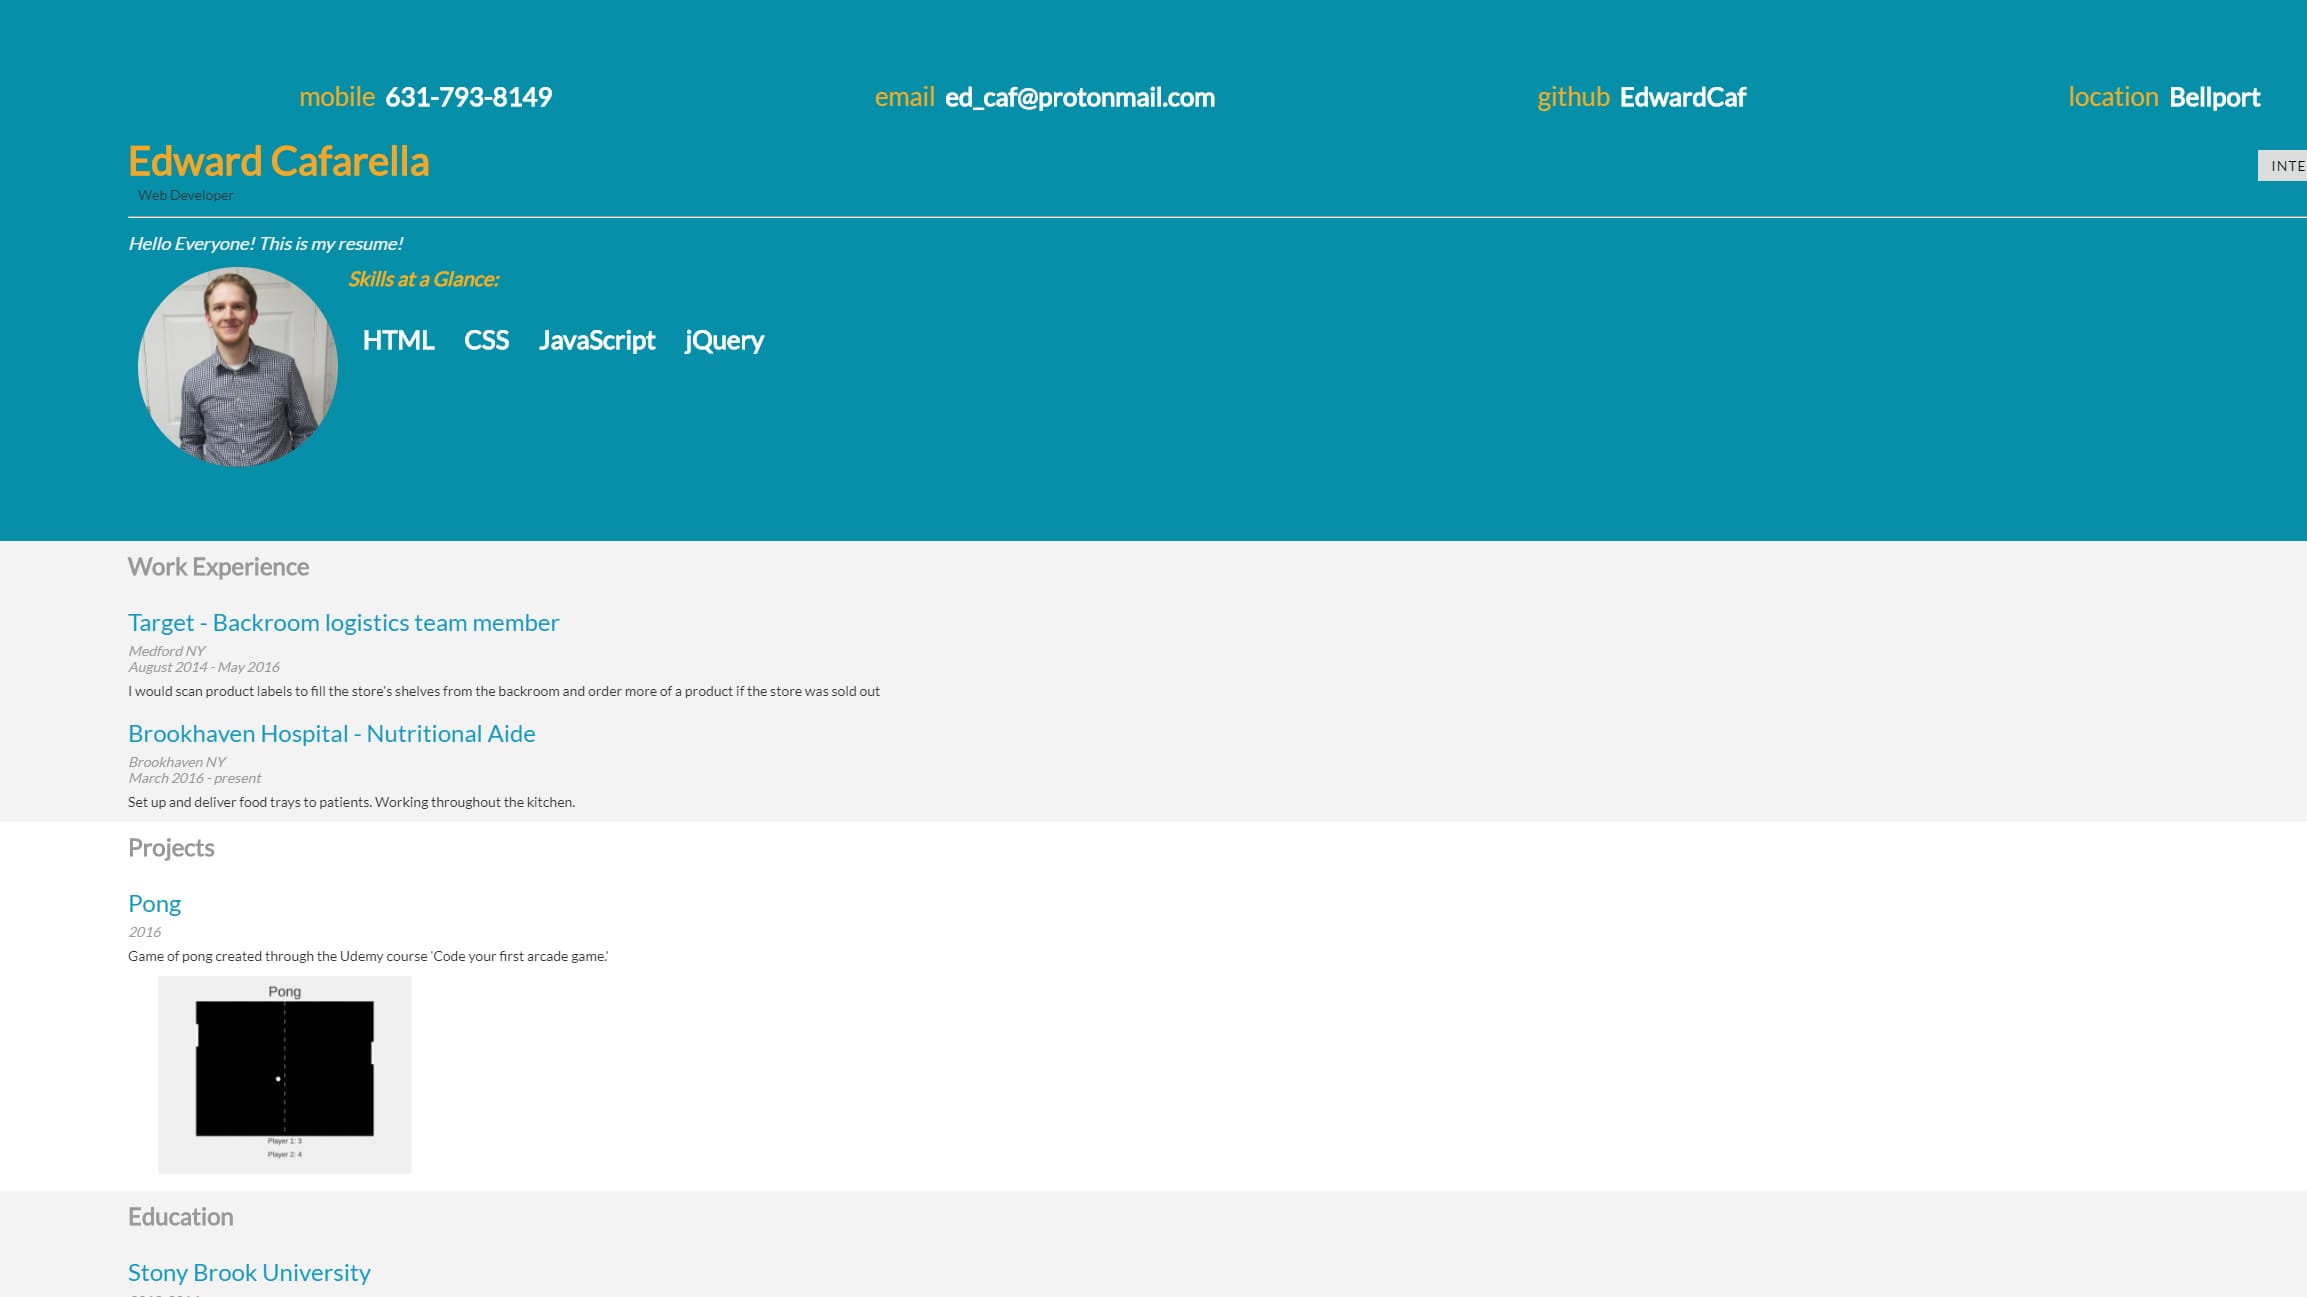 mobile 631-793-8149 email ed_caf@protonmail.com github EdwardCaf location Bellport
Edward Cafarella
INTE
Web Developer
Hello Everyone! This is my resume!
Skills at a Glance:
HTML CSS JavaScript jQuery
Work Experience
Target - Backroom logistics team member
Medford NY
August 2014 - May 2016
I would scan product labels to fill the store's shelves from the backroom and order more of a product if the store was sold out
Brookhaven Hospital - Nutritional Aide
Brookhaven NY
March 2016 - present
Set up and deliver food trays to patients. Working throughout the kitchen.
Projects
Pong
2016
Game of pong created through the Udemy course 'Code your first arcade game.'
Pong
Player 1: 3
Player 2: 4
Education
Stony Brook University